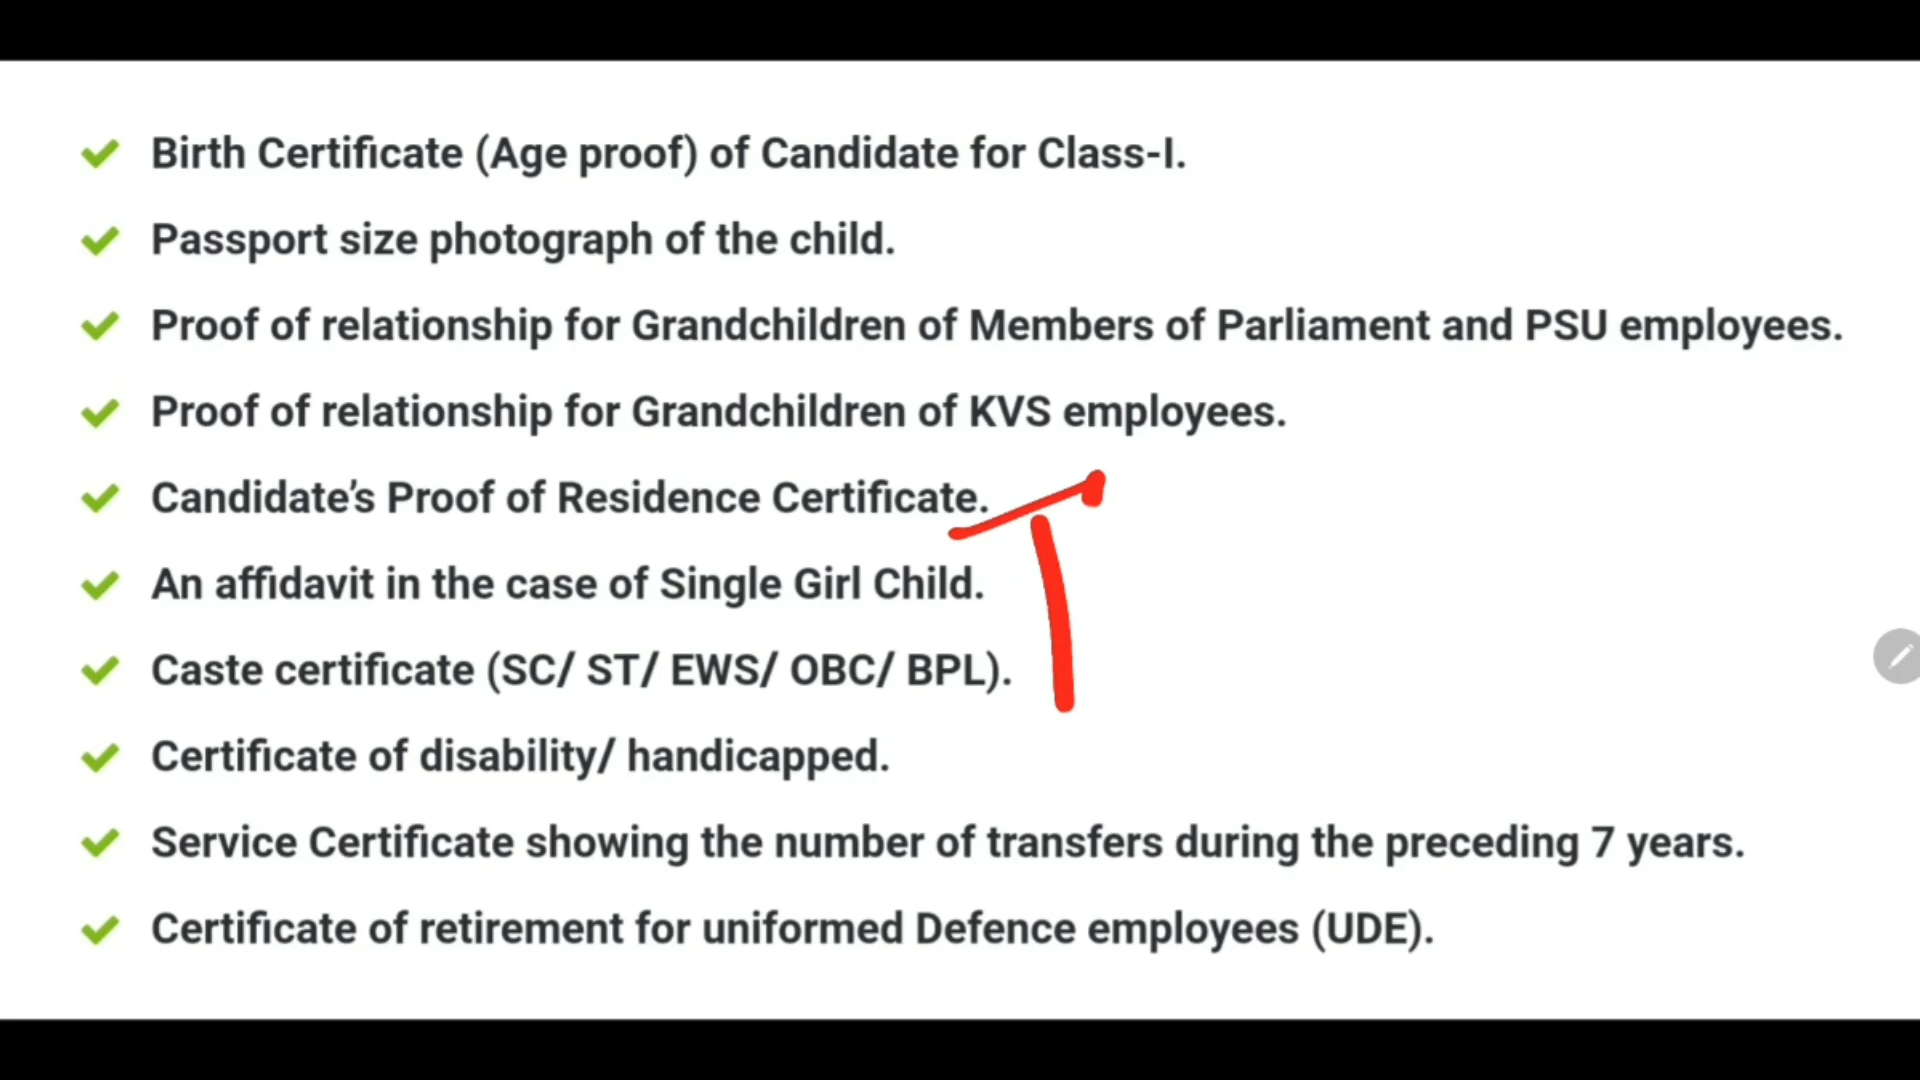 Birth Certificate (Age proof) of Candidate for Class-I.
Passport size photograph of the child.
Proof of relationship for Grandchildren of Members of Parliament and PSU employees.
Proof of relationship for Grandchildren of KVS employees.
Candidate’s Proof of Residence Certificate.
An affidavit in the case of Single Girl Child.
Caste certificate (SC/ ST/ EWS/ OBC/ BPL).
Certificate of disability/ handicapped.
Service Certificate showing the number of transfers during the preceding 7 years.
Certificate of retirement for uniformed Defence employees (UDE).